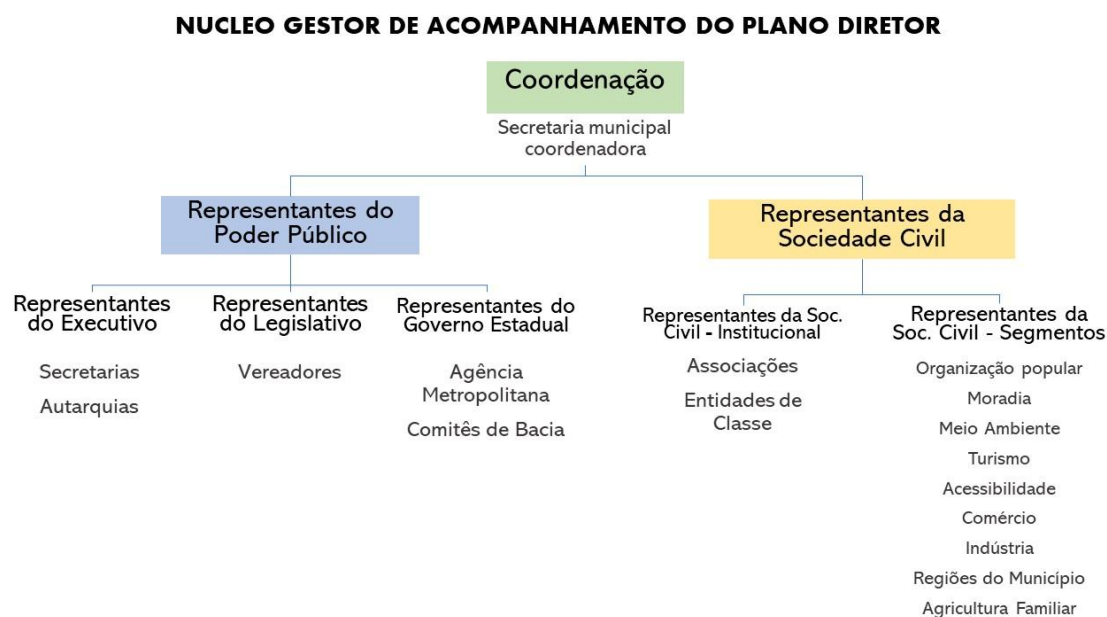 NUCLEO GESTOR DE ACOMPANHAMENTO DO PLANO DIRETOR
Coordenação
Secretaria municipal
coordenadora
Representantes do
Poder Público
Representantes do Executivo
Secretarias
Autarquias
Representantes
do Legislativo
Vereadores
Representantes do
Governo Estadual
Agência
Metropolitana
Comitês de Bacia
Representantes da
Sociedade Civil
Representantes da Soc.
Civil - Institucional
Associações
Entidades de
Classe
Representantes da
Soc. Civil - Segmentos
Organização popular
Moradia
Meio Ambiente
Turismo
Acessibilidade
Comércio
Indústria
Regiões do Município
Agricultura Familiar